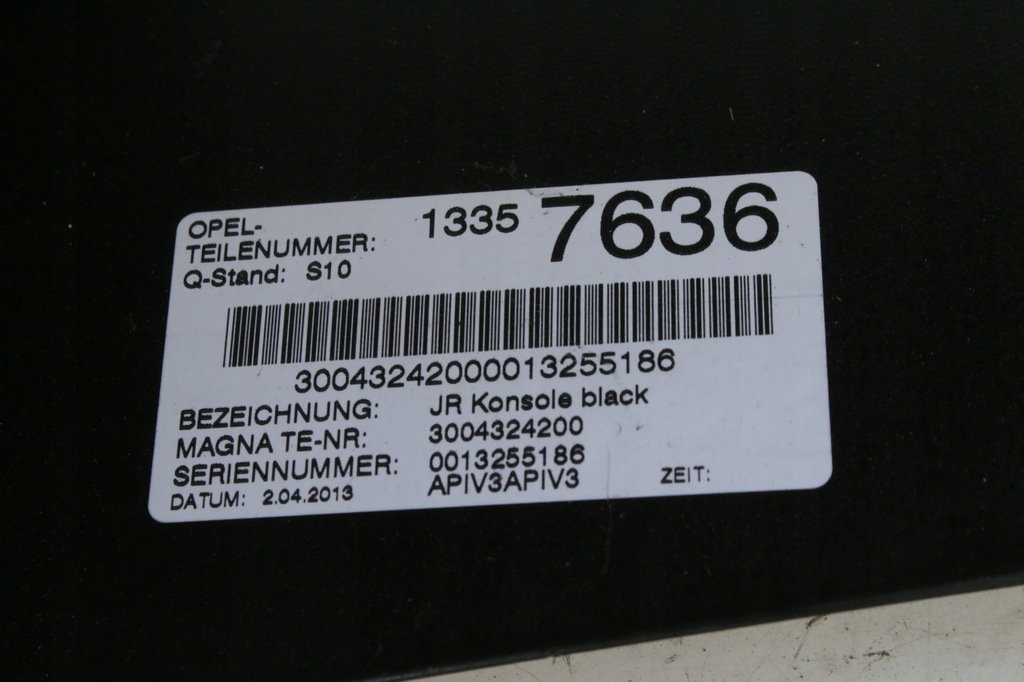 OPEL-
TEILENUMMER: 1335 7636
Q-Stand: S10
30043242000013255186
BEZEICHNUNG: JR Konsole black
MAGNA TE-NR: 3004324200
SERIENNUMMER: 0013255186
DATUM: 2.04.2013 APIV3APIV3 ZEIT: